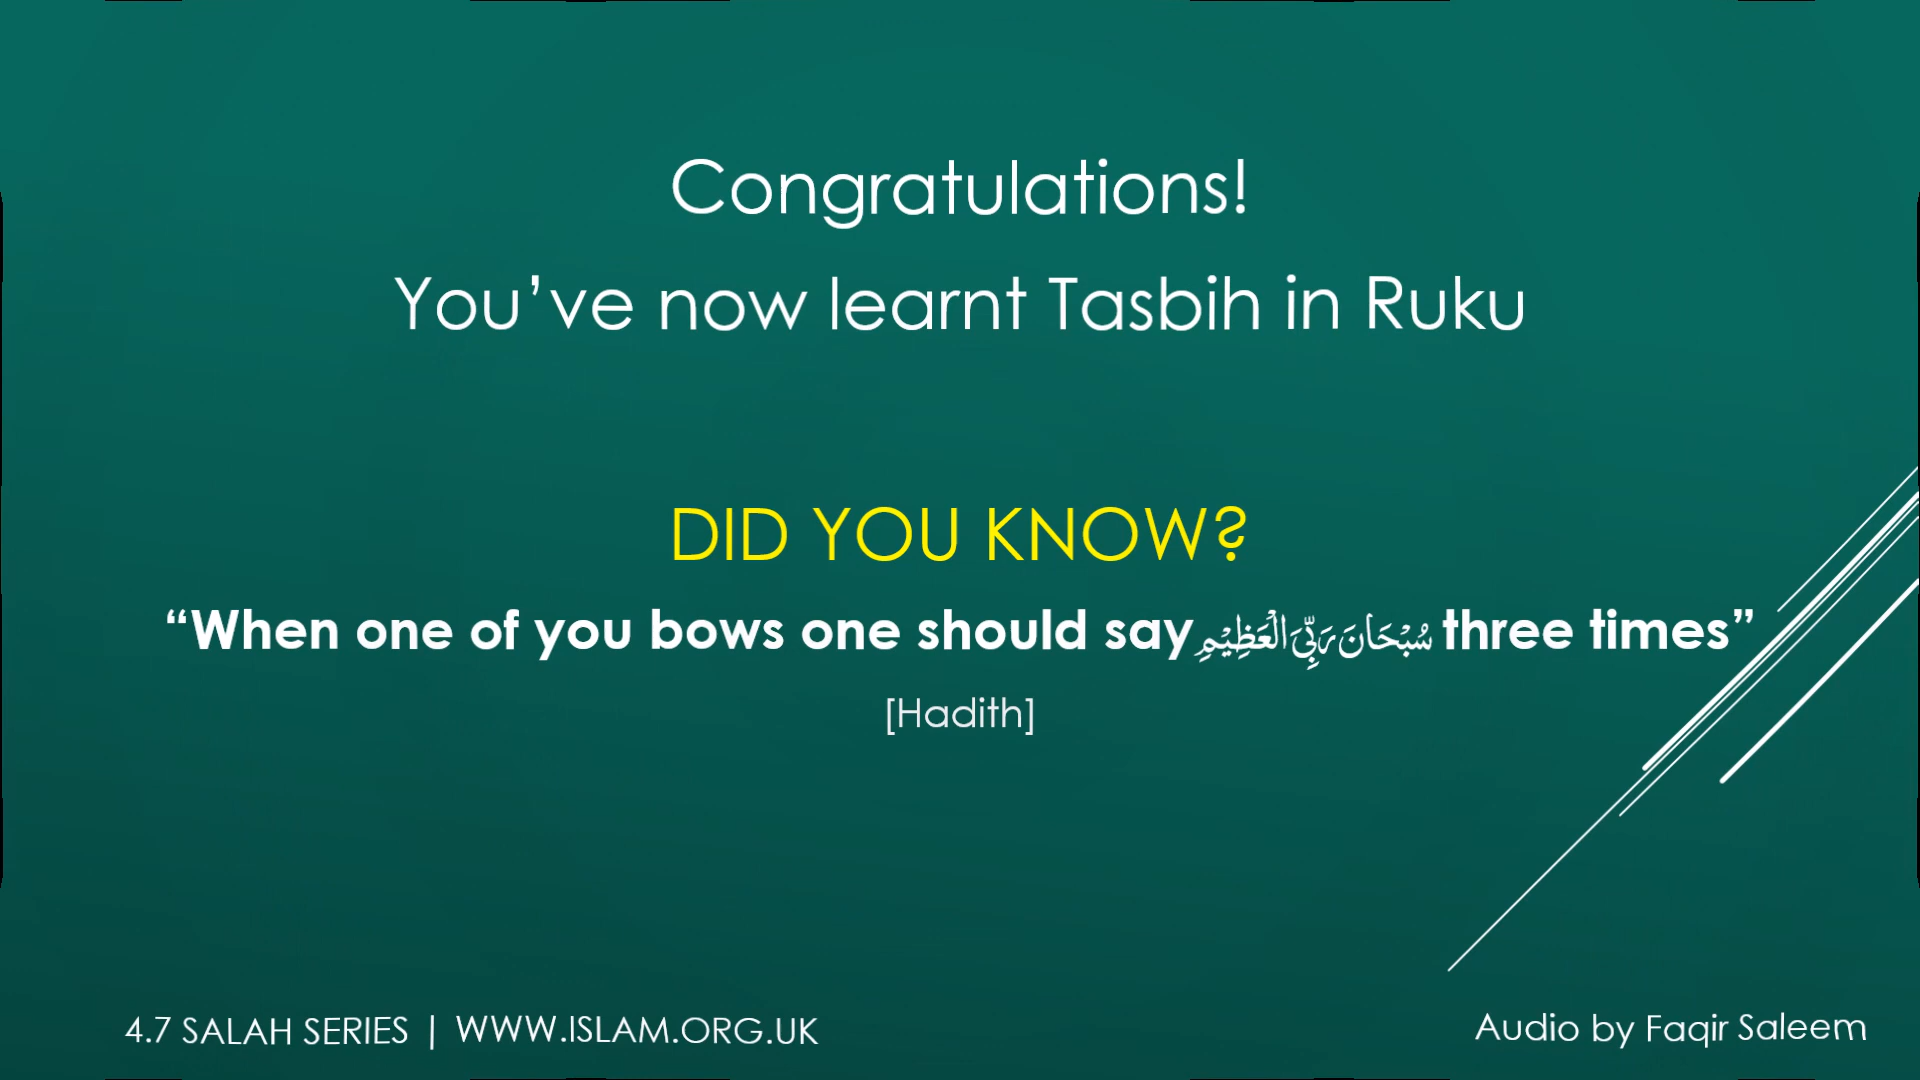 Congratulations!
You’ve now learnt Tasbih in Ruku
DID YOU KNOW?
“When one of you bows one should say سُبْحَانَ رَبِّيَ الْعَظِيْمِ three times”
[Hadith]
4.7 SALAH SERIES | WWW.ISLAM.ORG.UK
Audio by Faqir Saleem